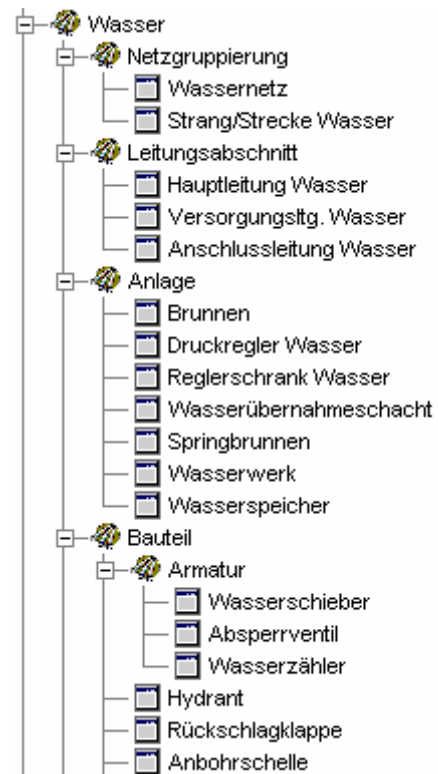 Wasser
Netzgruppierung
Wassernetz
Strang/Strecke Wasser
Leitungsabschnitt
Hauptleitung Wasser
Versorgungsltg. Wasser
Anschlussleitung Wasser
Anlage
Brunnen
Druckregler Wasser
Reglerschrank Wasser
Wasserübernahmeschacht
Springbrunnen
Wasserwerk
Wasserspeicher
Bauteil
Armatur
Wasserschieber
Absperrventil
Wasserzähler
Hydrant
Rückschlagklappe
Anbohrschelle